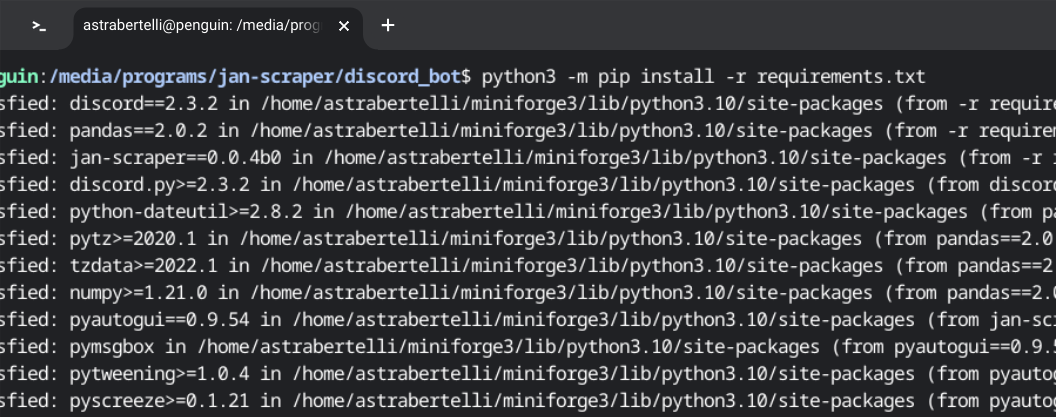 >_ astrabertelli@penguin: /media/prog × +
guin:/media/programs/jan-scraper/discord_bot$ python3 -m pip install -r requirements.txt
sfied: discord==2.3.2 in /home/astrabertelli/miniforge3/lib/python3.10/site-packages (from -r require
sfied: pandas==2.0.2 in /home/astrabertelli/miniforge3/lib/python3.10/site-packages (from -r requirem
sfied: jan-scraper==0.0.4b0 in /home/astrabertelli/miniforge3/lib/python3.10/site-packages (from -r
sfied: discord.py>=2.3.2 in /home/astrabertelli/miniforge3/lib/python3.10/site-packages (from discord
sfied: python-dateutil>=2.8.2 in /home/astrabertelli/miniforge3/lib/python3.10/site-packages (from pa
sfied: pytz>=2020.1 in /home/astrabertelli/miniforge3/lib/python3.10/site-packages (from pandas==2.0
sfied: tzdata>=2022.1 in /home/astrabertelli/miniforge3/lib/python3.10/site-packages (from pandas==2
sfied: numpy>=1.21.0 in /home/astrabertelli/miniforge3/lib/python3.10/site-packages (from pandas==2.0
sfied: pyautogui==0.9.54 in /home/astrabertelli/miniforge3/lib/python3.10/site-packages (from jan-scr
sfied: pymsgbox in /home/astrabertelli/miniforge3/lib/python3.10/site-packages (from pyautogui==0.9.5
sfied: pytweening>=1.0.4 in /home/astrabertelli/miniforge3/lib/python3.10/site-packages (from pyautog
sfied: pyscreeze>=0.1.21 in /home/astrabertelli/miniforge3/lib/python3.10/site-packages (from pyautog